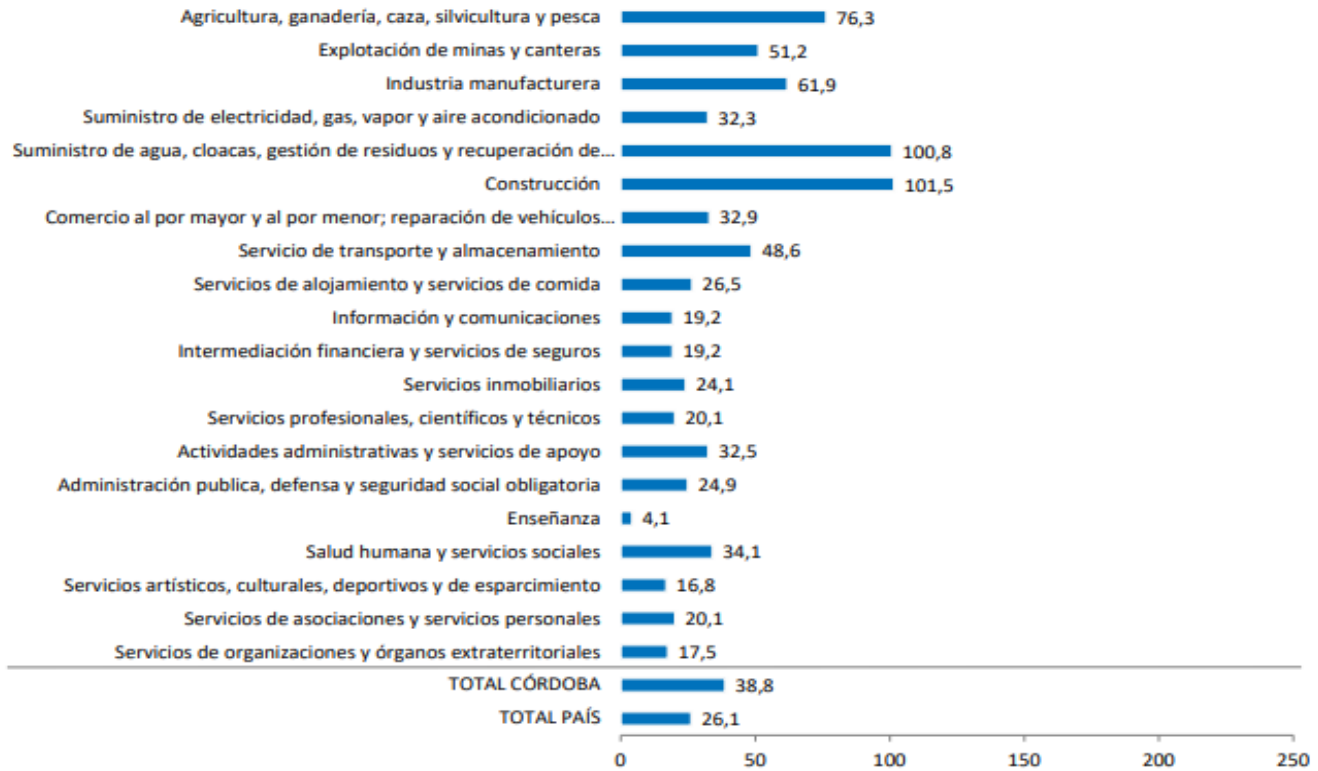 Agricultura, ganadería, caza, silvicultura y pesca 76,3
Explotación de minas y canteras 51,2
Industria manufacturera 61,9
Suministro de electricidad, gas, vapor y aire acondicionado 32,3
Suministro de agua, cloacas, gestión de residuos y recuperación de... 100,8
Construcción 101,5
Comercio al por mayor y al por menor; reparación de vehículos... 32,9
Servicio de transporte y almacenamiento 48,6
Servicios de alojamiento y servicios de comida 26,5
Información y comunicaciones 19,2
Intermediación financiera y servicios de seguros 19,2
Servicios inmobiliarios 24,1
Servicios profesionales, científicos y técnicos 20,1
Actividades administrativas y servicios de apoyo 32,5
Administración publica, defensa y seguridad social obligatoria 24,9
Enseñanza 4,1
Salud humana y servicios sociales 34,1
Servicios artísticos, culturales, deportivos y de esparcimiento 16,8
Servicios de asociaciones y servicios personales 20,1
Servicios de organizaciones y órganos extraterritoriales 17,5
TOTAL CÓRDOBA 38,8
TOTAL PAÍS 26,1
0 50 100 150 200 250